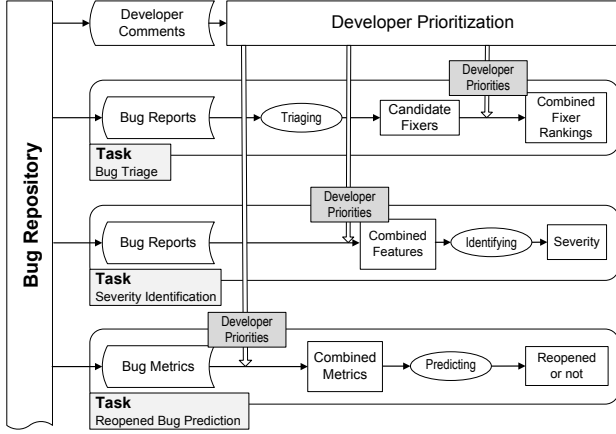 Bug Repository
Developer
Comments
Developer Prioritization
Developer
Priorities
Bug Reports
Triaging
Candidate
Fixers
Combined
Fixer
Rankings
Task
Bug Triage
Developer
Priorities
Bug Reports
Combined
Features
Identifying
Severity
Task
Severity Identification
Developer
Priorities
Bug Metrics
Combined
Metrics
Predicting
Reopened
or not
Task
Reopened Bug Prediction